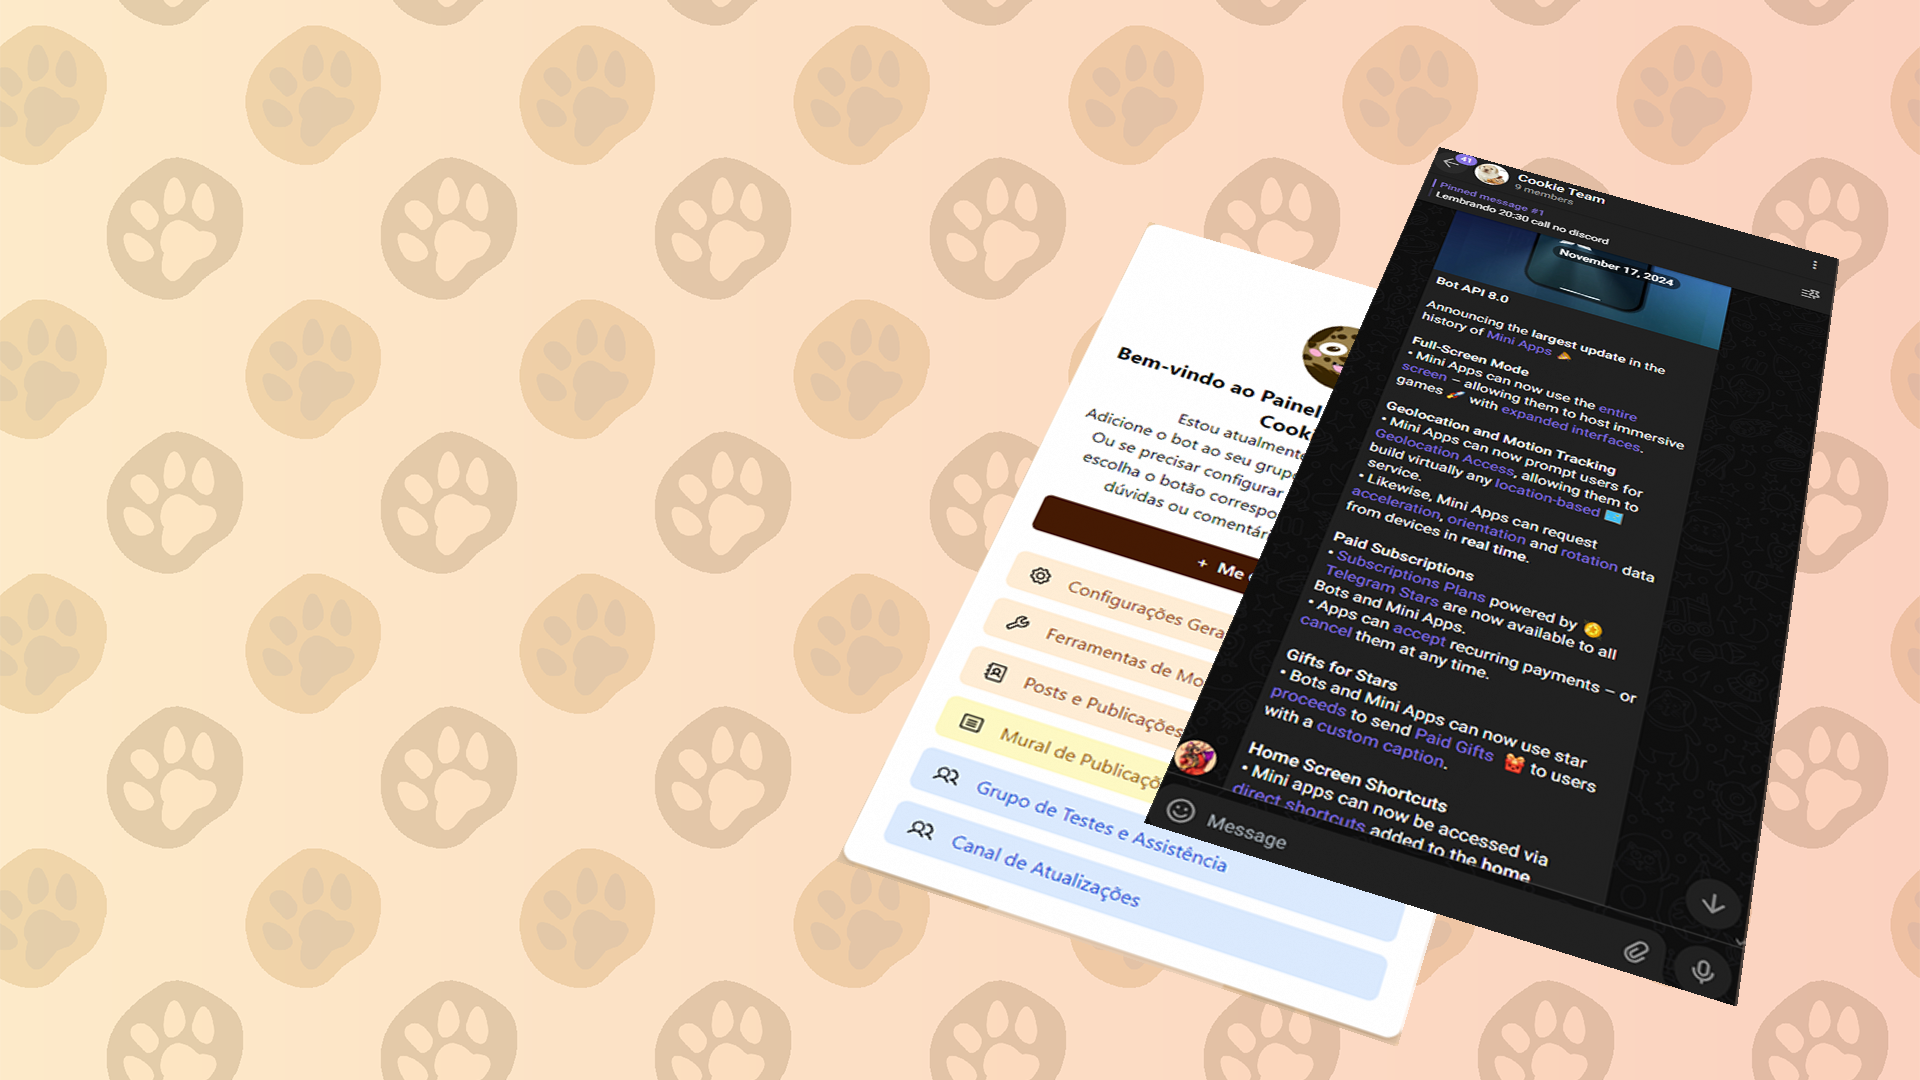 Bem-vindo ao Painel
Cook
Estou atualmente
Adicione o bot ao seu grupo
Ou se precisar configurar
escolha o botão correspo
dúvidas ou comentár
+ Me
Configurações Gera
Ferramentas de Mo
Posts e Publicações
Mural de Publicaçõ
Grupo de Testes e Assistência
Canal de Atualizações
41
Cookie Team
9 members
Pinned message #1
Lembrando 20:30 call no discord
November 17, 2024
Bot API 8.0
Announcing the largest update in the
history of Mini Apps
Full-Screen Mode
• Mini Apps can now use the entire
screen – allowing them to host immersive
games 🚀 with expanded interfaces.
Geolocation and Motion Tracking
• Mini Apps can now prompt users for
Geolocation Access, allowing them to
build virtually any location-based
service.
• Likewise, Mini Apps can request
acceleration, orientation and rotation data
from devices in real time.
Paid Subscriptions
• Subscriptions Plans powered by
Telegram Stars are now available to all
Bots and Mini Apps.
• Apps can accept recurring payments – or
cancel them at any time.
Gifts for Stars
• Bots and Mini Apps can now use star
proceeds to send Paid Gifts 🎁 to users
with a custom caption.
Home Screen Shortcuts
• Mini apps can now be accessed via
direct shortcuts added to the home
Message